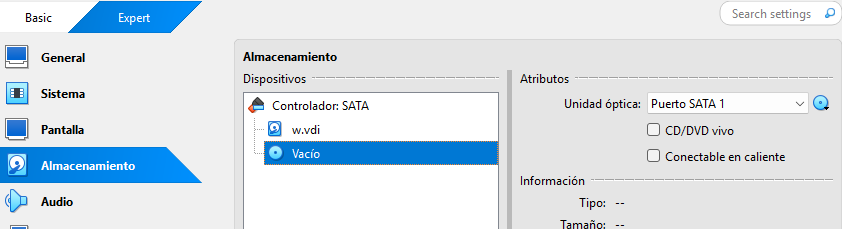 Basic
Expert
Search settings
General
Sistema
Pantalla
Almacenamiento
Audio
Almacenamiento
Dispositivos
Controlador: SATA
w.vdi
Vacío
Atributos
Unidad óptica: Puerto SATA 1
CD/DVD vivo
Conectable en caliente
Información
Tipo: --
Tamaño: --